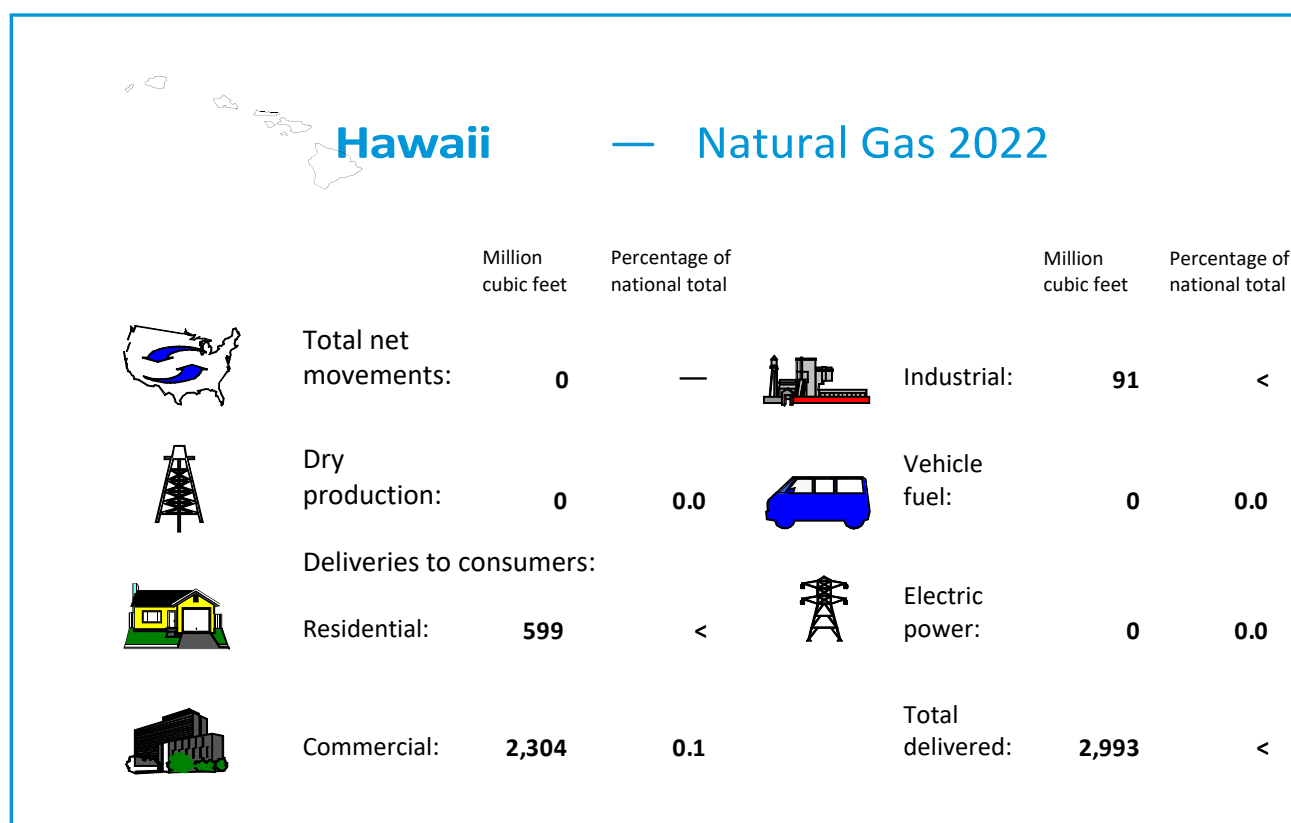 Hawaii — Natural Gas 2022
Million cubic feet
Percentage of national total
Million cubic feet
Percentage of national total
Total net movements: 0 —
Industrial: 91 <
Dry production: 0 0.0
Vehicle fuel: 0 0.0
Deliveries to consumers:
Residential: 599 <
Electric power: 0 0.0
Commercial: 2,304 0.1
Total delivered: 2,993 <